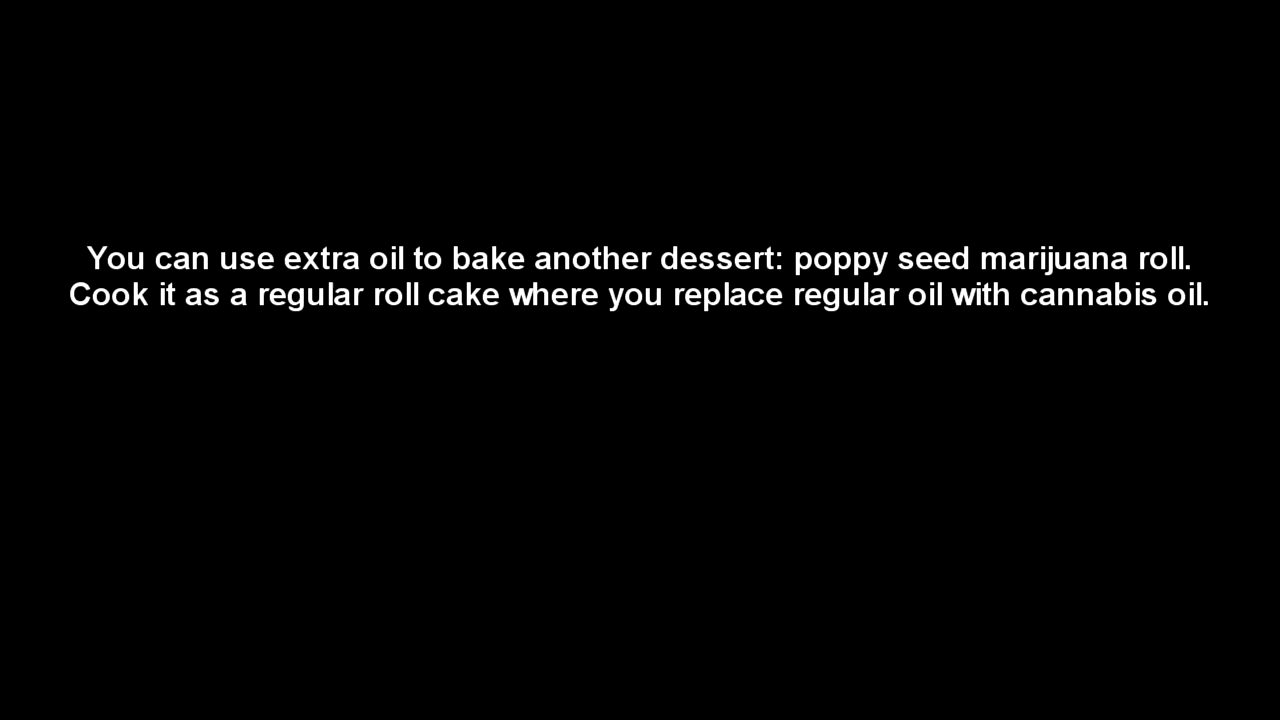 You can use extra oil to bake another dessert: poppy seed marijuana roll.
Cook it as a regular roll cake where you replace regular oil with cannabis oil.